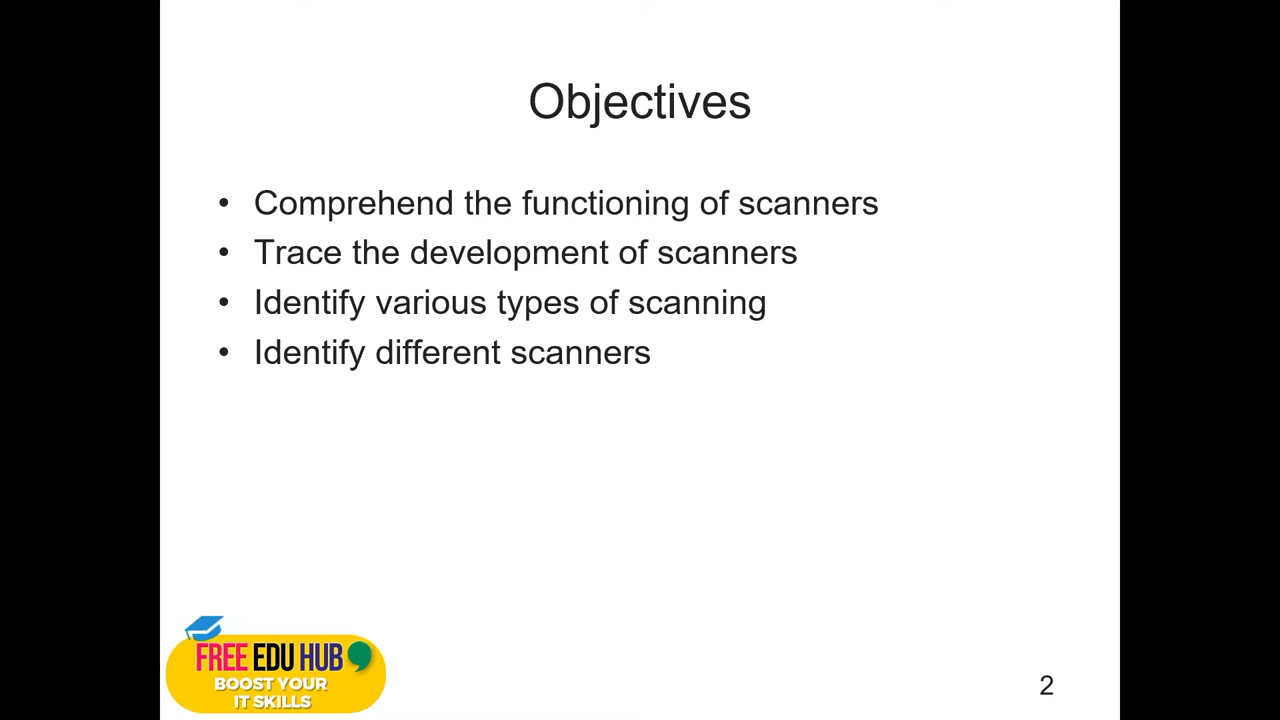 Objectives
• Comprehend the functioning of scanners
• Trace the development of scanners
• Identify various types of scanning
• Identify different scanners
FREE EDU HUB
BOOST YOUR
IT SKILLS
2